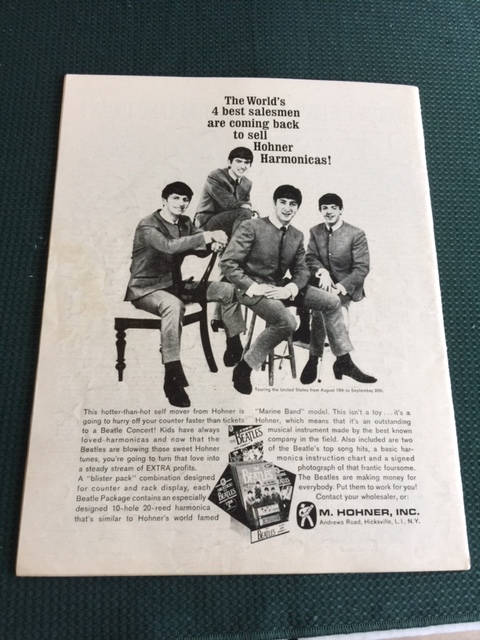 The World's
4 best salesmen
are coming back
to sell
Hohner
Harmonicas!
Touring the United States from August 19th to September 20th.
This hotter-than-hot self mover from Hohner is
going to hurry off your counter faster than tickets
to a Beatle Concert! Kids have always
loved harmonicas and now that the
Beatles are blowing those sweet Hohner
tunes, you're going to turn that love into
a steady stream of EXTRA profits.
A "blister pack" combination designed
for counter and rack display, each
Beatle Package contains an especially
designed 10-hole 20-reed harmonica
that's similar to Hohner's world famed
"Marine Band" model. This isn't a toy...it's a
Hohner, which means that it's an outstanding
musical instrument made by the best known
company in the field. Also included are two
of the Beatle's top song hits, a basic har-
monica instruction chart and a signed
photograph of that frantic foursome.
The Beatles are making money for
everybody. Put them to work for you!
Contact your wholesaler, or:
M. HOHNER, INC.
Andrews Road, Hicksville, L.I., N.Y.
BEATLES
BEATLES
BEATLES